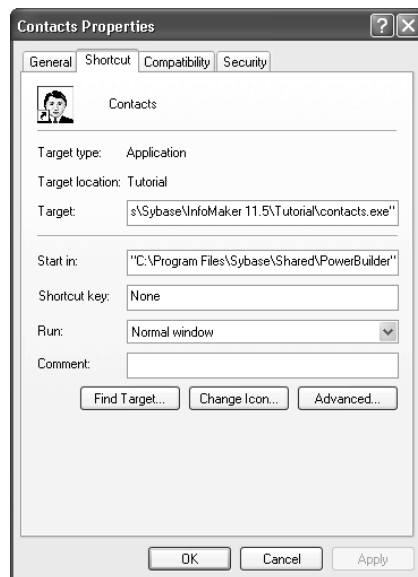 Contacts Properties
General Shortcut Compatibility Security
Contacts
Target type: Application
Target location: Tutorial
Target: s\Sybase\InfoMaker 11.5\Tutorial\contacts.exe"
Start in: "C:\Program Files\Sybase\Shared\PowerBuilder"
Shortcut key: None
Run: Normal window
Comment:
Find Target... Change Icon... Advanced...
OK Cancel Apply